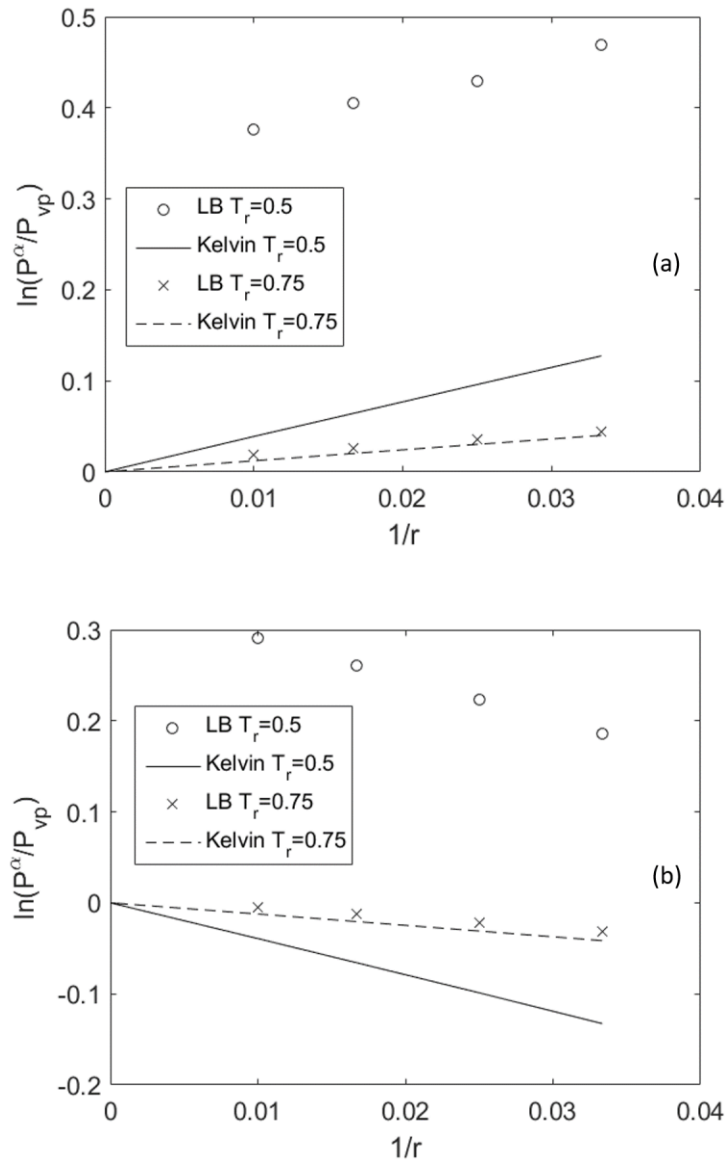 0.5
0.4
0.3
0.2
0.1
0
ln(P^α/P_vp)
LB T_r=0.5
Kelvin T_r=0.5
LB T_r=0.75
Kelvin T_r=0.75
(a)
0 0.01 0.02 0.03 0.04
1/r
0.3
0.2
0.1
0
-0.1
-0.2
ln(P^α/P_vp)
LB T_r=0.5
Kelvin T_r=0.5
LB T_r=0.75
Kelvin T_r=0.75
(b)
0 0.01 0.02 0.03 0.04
1/r